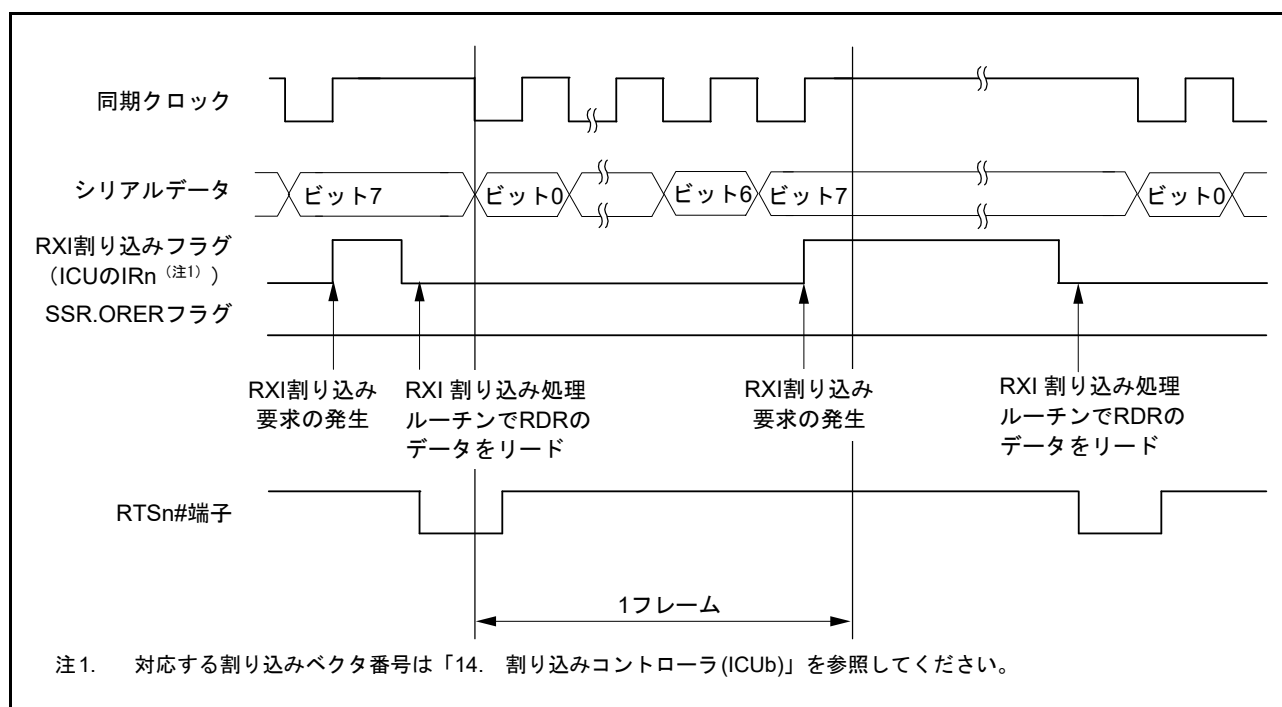 同期クロック
シリアルデータ
ビット7
ビット0
ビット6
ビット7
ビット0
RXI割り込みフラグ
（ICUのIRn（注1））
SSR.ORERフラグ
RXI割り込み
要求の発生
RXI 割り込み処理
ルーチンでRDRの
データをリード
RXI割り込み
要求の発生
RXI 割り込み処理
ルーチンでRDRの
データをリード
RTSn#端子
1フレーム
注1. 対応する割り込みベクタ番号は「14. 割り込みコントローラ(ICUb)」を参照してください。